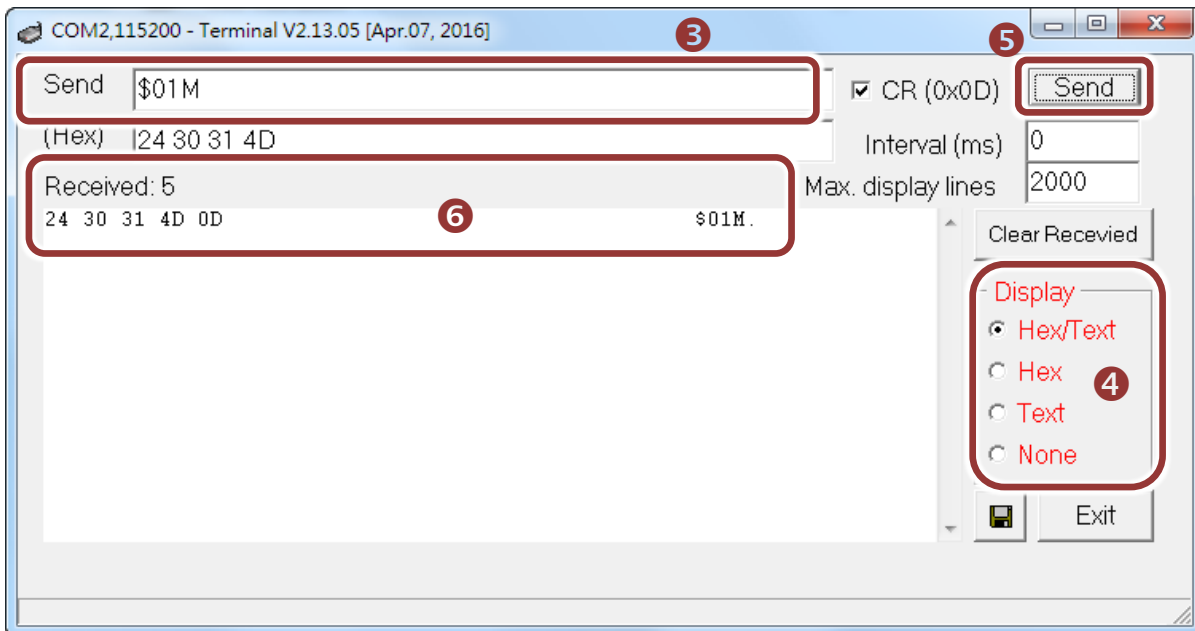 COM2,115200 - Terminal V2.13.05 [Apr.07, 2016]
3
5
Send $01M CR (0x0D) Send
(Hex) 24 30 31 4D Interval (ms) 0
Received: 5 Max. display lines 2000
24 30 31 4D 0D $01M.
6
Clear Recevied
Display
Hex/Text
Hex
4
Text
None
Exit